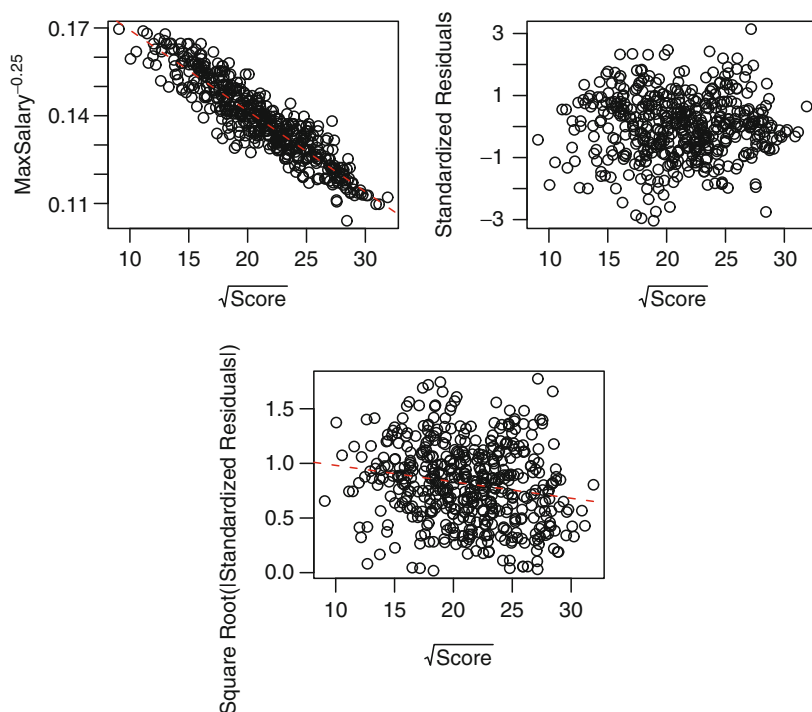 MaxSalary⁻⁰·²⁵
0.17
0.14
0.11
10 15 20 25 30
√Score
Standardized Residuals
3
1
−1
−3
10 15 20 25 30
√Score
Square Root(|Standardized Residuals|)
1.5
1.0
0.5
0.0
10 15 20 25 30
√Score